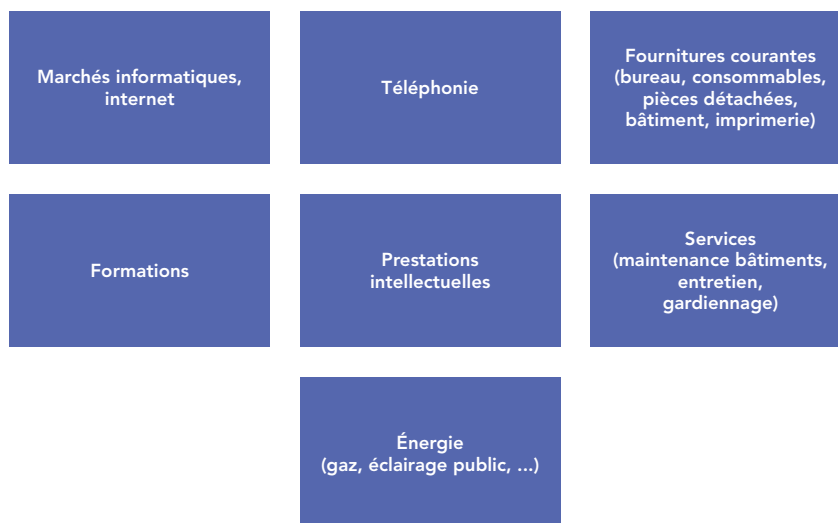 Marchés informatiques,
internet
Téléphonie
Fournitures courantes
(bureau, consommables,
pièces détachées,
bâtiment, imprimerie)
Formations
Prestations
intellectuelles
Services
(maintenance bâtiments,
entretien,
gardiennage)
Énergie
(gaz, éclairage public, ...)